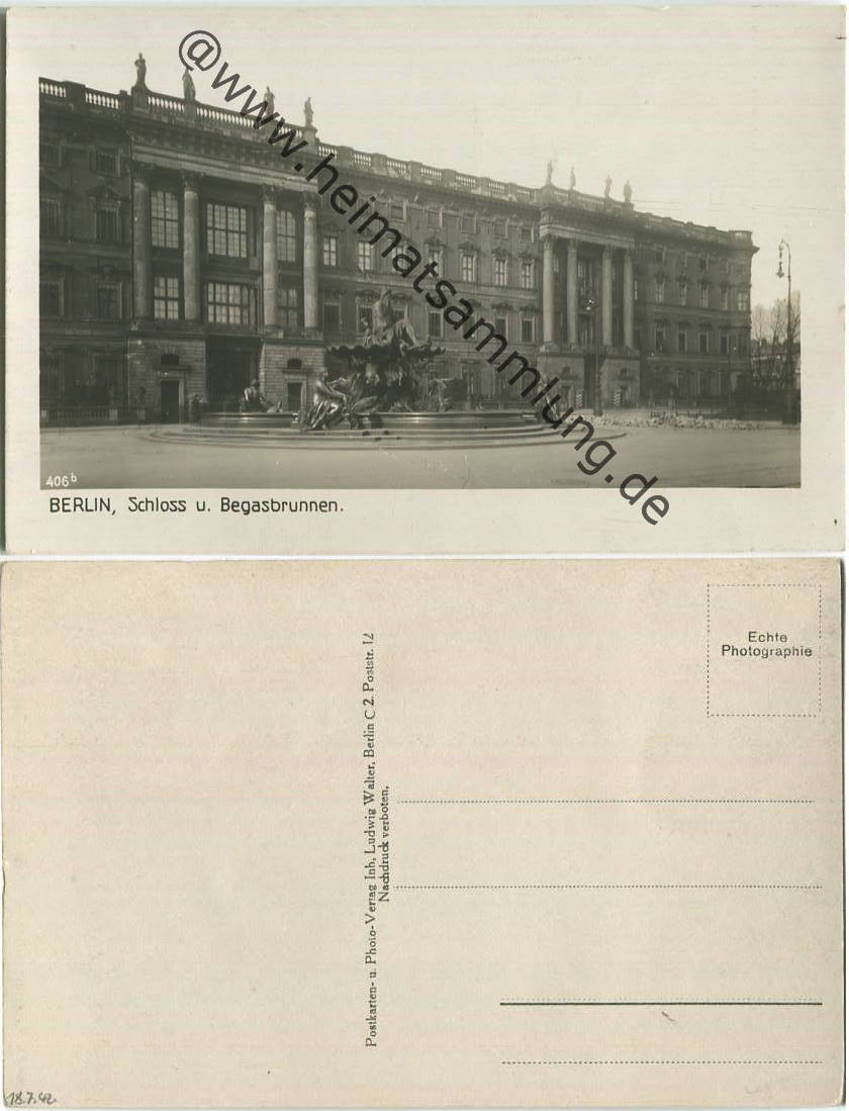 @www.heimatsammlung.de
406b
BERLIN, Schloss u. Begasbrunnen.
Echte
Photographie
Postkarten- u. Photo-Verlag Inh. Ludwig Walter, Berlin C 2. Poststr. 12
Nachdruck verboten.
18.7.42.